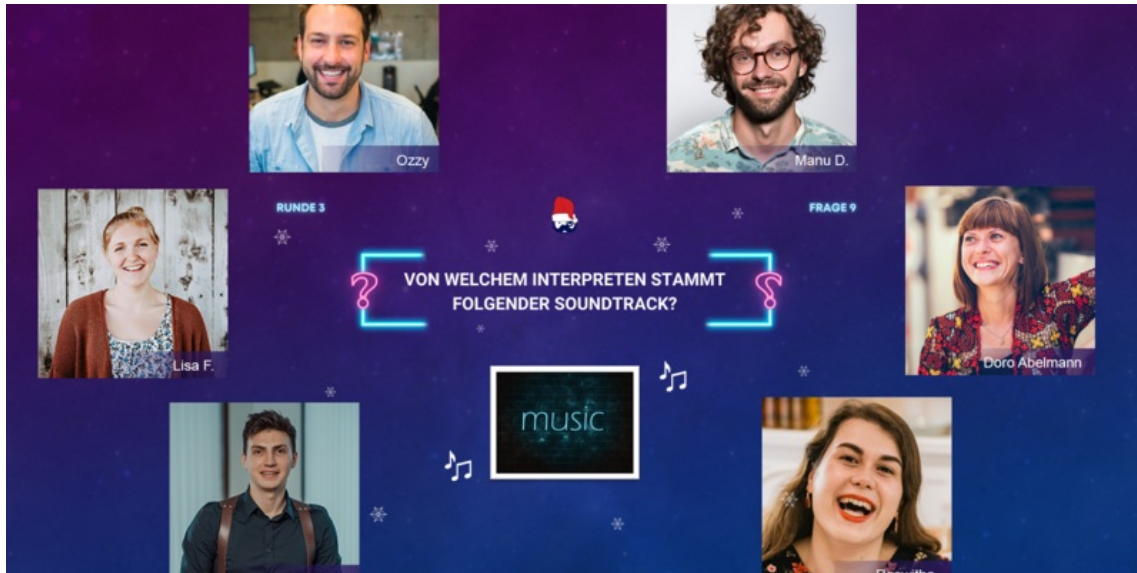 Ozzy
Manu D.
RUNDE 3
FRAGE 9
VON WELCHEM INTERPRETEN STAMMT
FOLGENDER SOUNDTRACK?
Lisa F.
Doro Abelmann
music